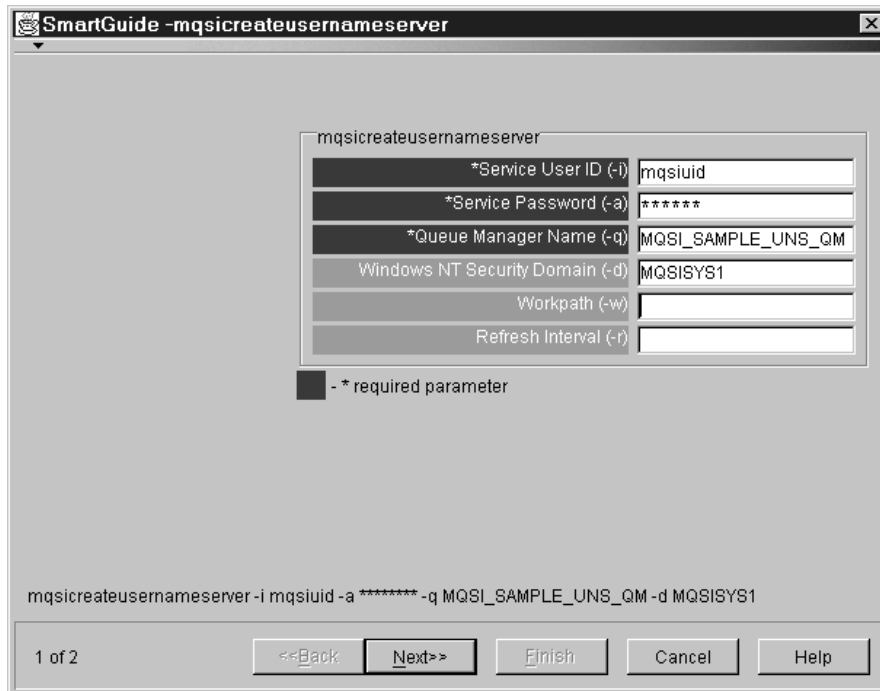 SmartGuide -mqsicreateusernameserver
mqsicreateusernameserver
*Service User ID (-i) mqsiuid
*Service Password (-a) ******
*Queue Manager Name (-q) MQSI_SAMPLE_UNS_QM
Windows NT Security Domain (-d) MQSISYS1
Workpath (-w)
Refresh Interval (-r)
- * required parameter
mqsicreateusernameserver -i mqsiuid -a ******** -q MQSI_SAMPLE_UNS_QM -d MQSISYS1
1 of 2 <<Back Next>> Finish Cancel Help